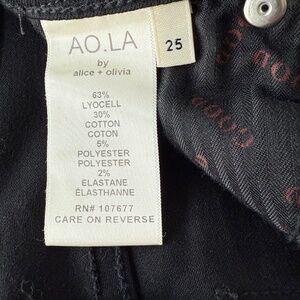 AO.LA
by
alice + olivia
63%
LYOCELL
30%
COTTON
COTON
5%
POLYESTER
POLYESTER
2%
ELASTANE
ÉLASTHANNE
RN# 107677
CARE ON REVERSE
25